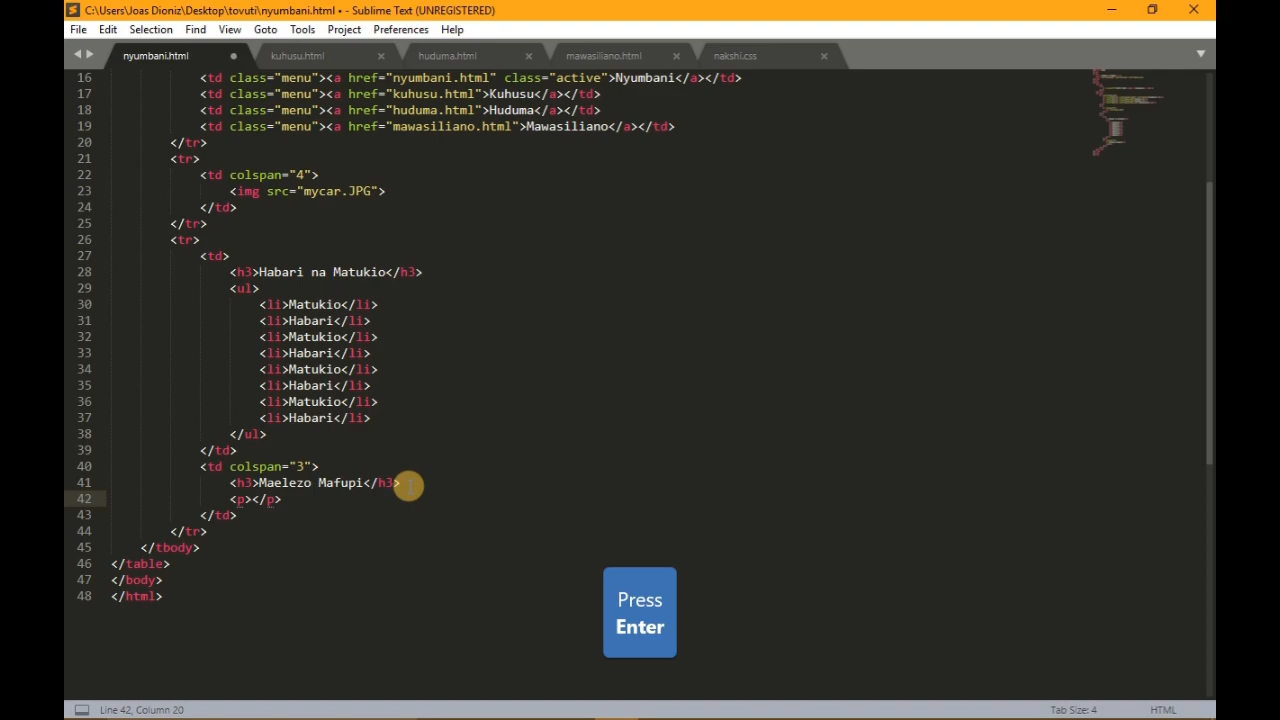 C:\Users\Joas Dioniz\Desktop\tovuti\nyumbani.html • - Sublime Text (UNREGISTERED)
File Edit Selection Find View Goto Tools Project Preferences Help
nyumbani.html kuhusu.html huduma.html mawasiliano.html nakshi.css
16 <td class="menu"><a href="nyumbani.html" class="active">Nyumbani</a></td>
17 <td class="menu"><a href="kuhusu.html">Kuhusu</a></td>
18 <td class="menu"><a href="huduma.html">Huduma</a></td>
19 <td class="menu"><a href="mawasiliano.html">Mawasiliano</a></td>
20 </tr>
21 <tr>
22 <td colspan="4">
23 <img src="mycar.JPG">
24 </td>
25 </tr>
26 <tr>
27 <td>
28 <h3>Habari na Matukio</h3>
29 <ul>
30 <li>Matukio</li>
31 <li>Habari</li>
32 <li>Matukio</li>
33 <li>Habari</li>
34 <li>Matukio</li>
35 <li>Habari</li>
36 <li>Matukio</li>
37 <li>Habari</li>
38 </ul>
39 </td>
40 <td colspan="3">
41 <h3>Maelezo Mafupi</h3>
42 <p></p>
43 </td>
44 </tr>
45 </tbody>
46 </table>
47 </body>
48 </html>
Press
Enter
Line 42, Column 20 Tab Size: 4 HTML